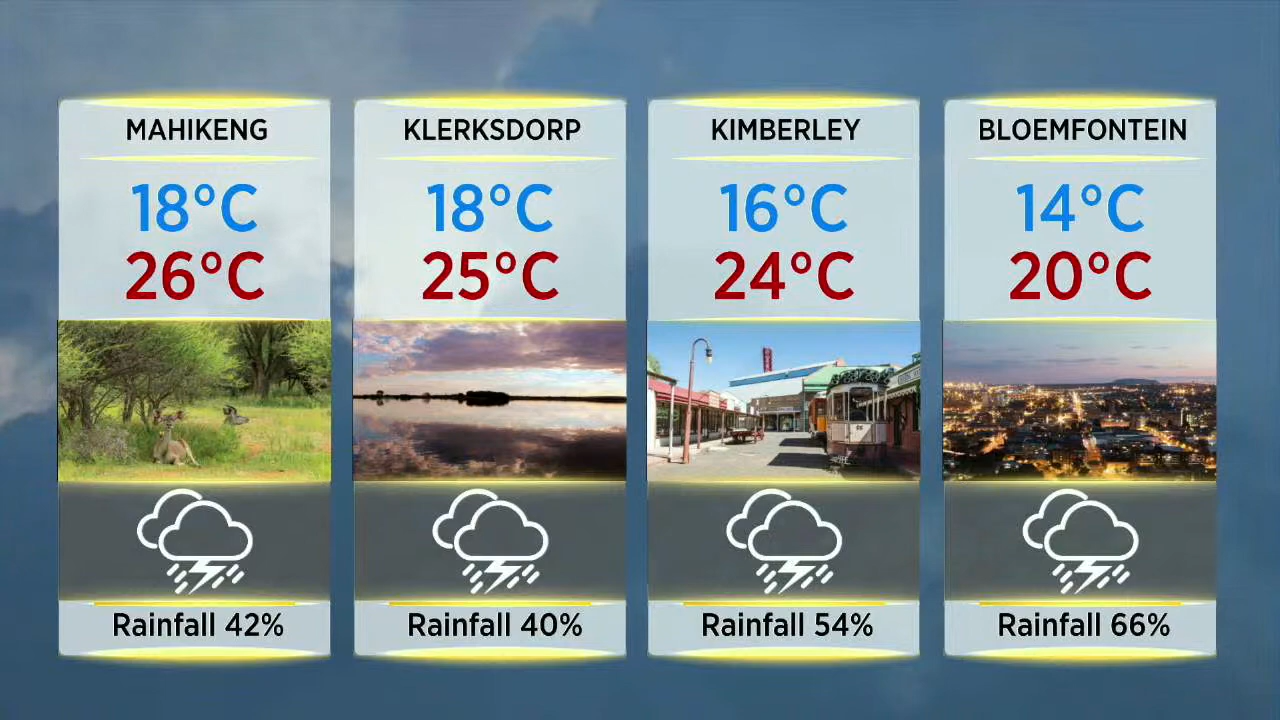 MAHIKENG
18°C
26°C
Rainfall 42%
KLERKSDORP
18°C
25°C
Rainfall 40%
KIMBERLEY
16°C
24°C
Rainfall 54%
BLOEMFONTEIN
14°C
20°C
Rainfall 66%